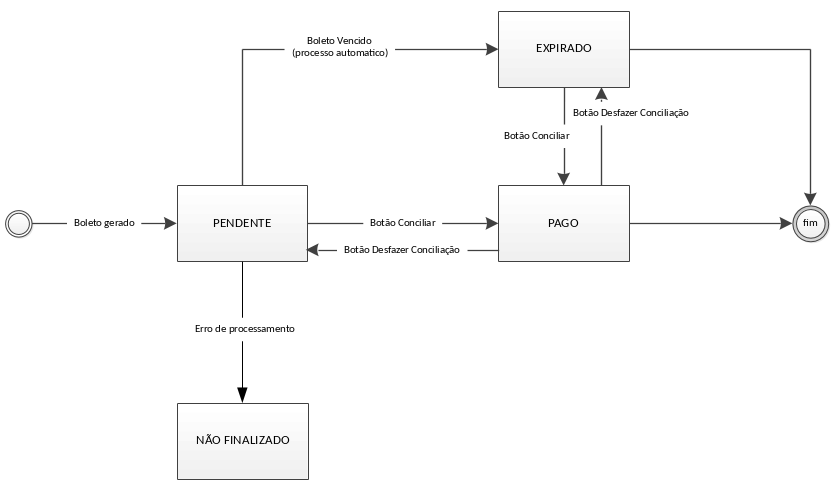 Boleto Vencido
(processo automatico)
EXPIRADO
Botão Desfazer Conciliação
Botão Conciliar
Boleto gerado
PENDENTE
Botão Conciliar
PAGO
fim
Botão Desfazer Conciliação
Erro de processamento
NÃO FINALIZADO